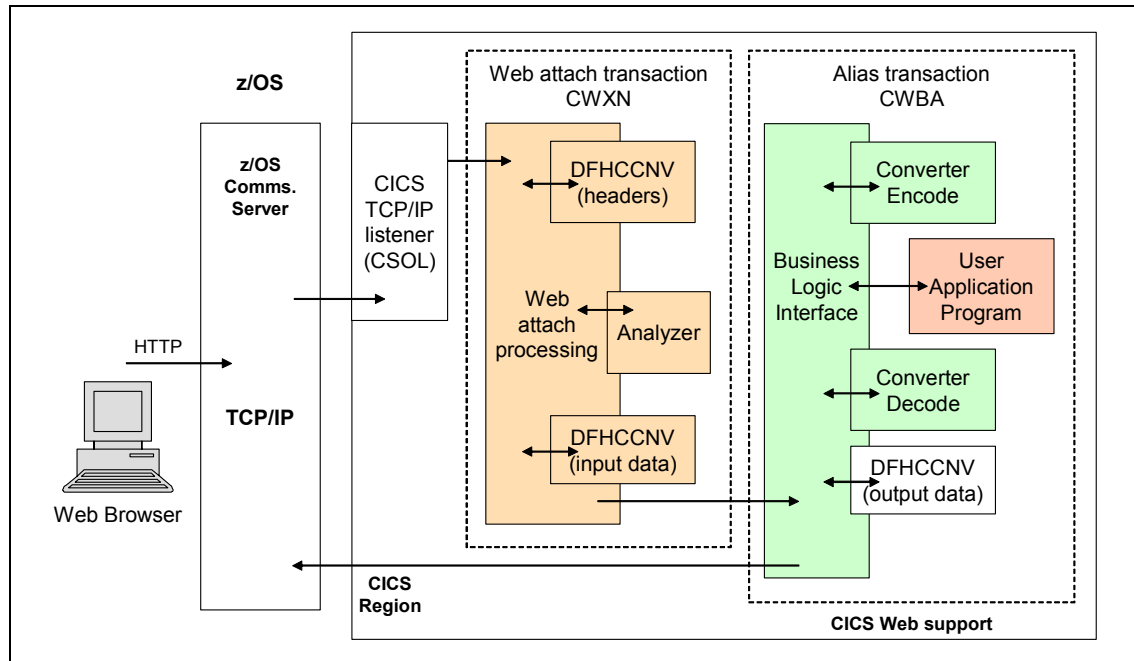 z/OS
z/OS
Comms.
Server
TCP/IP
HTTP
Web Browser
CICS
TCP/IP
listener
(CSOL)
CICS
Region
Web attach transaction
CWXN
DFHCCNV
(headers)
Web
attach
processing
Analyzer
DFHCCNV
(input data)
Alias transaction
CWBA
Converter
Encode
Business
Logic
Interface
User
Application
Program
Converter
Decode
DFHCCNV
(output data)
CICS Web support